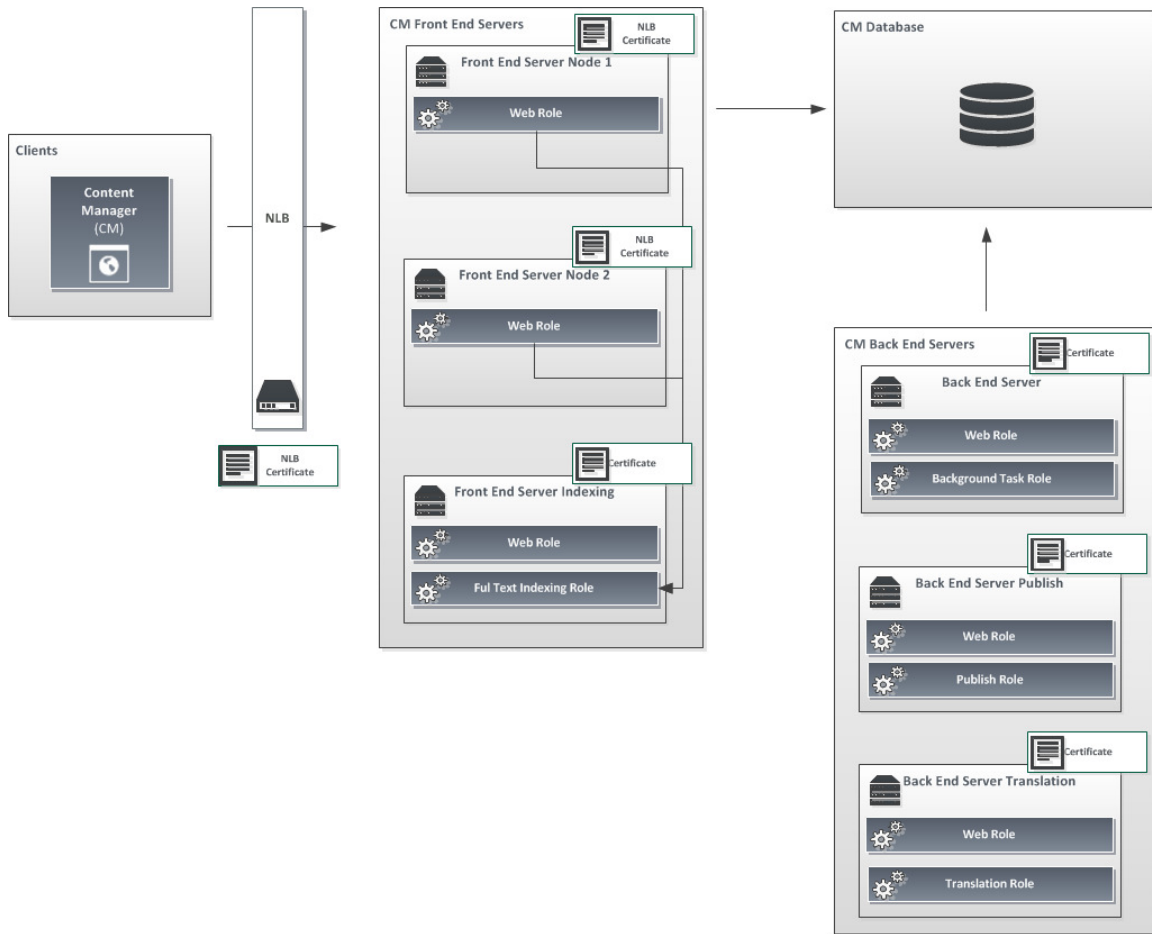 Clients
Content
Manager
(CM)
NLB
NLB
Certificate
CM Front End Servers
NLB
Certificate
Front End Server Node 1
Web Role
NLB
Certificate
Front End Server Node 2
Web Role
Certificate
Front End Server Indexing
Web Role
Ful Text Indexing Role
CM Database
CM Back End Servers
Certificate
Back End Server
Web Role
Background Task Role
Certificate
Back End Server Publish
Web Role
Publish Role
Certificate
Back End Server Translation
Web Role
Translation Role